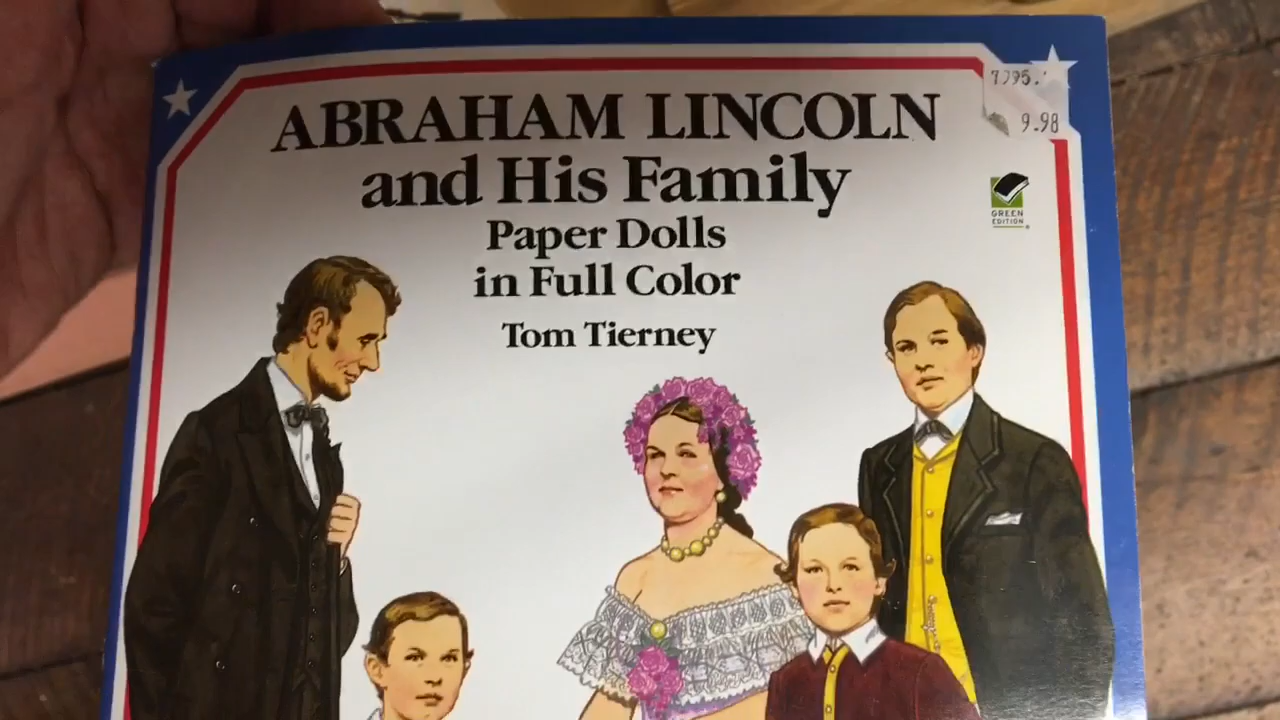 ABRAHAM LINCOLN
and His Family
Paper Dolls
in Full Color
Tom Tierney
9.98
GREEN
EDITION